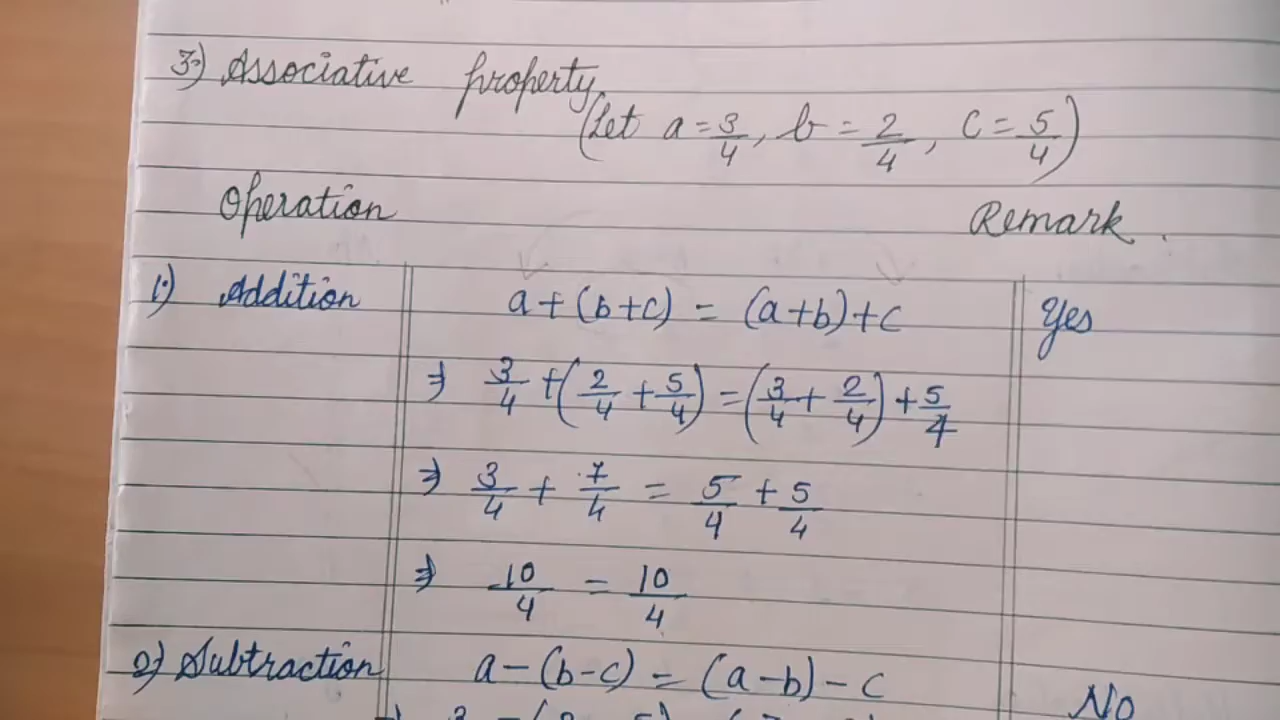 3.) Associative property
(Let a = 3/4, b = 2/4, c = 5/4)
Operation Remark.
1.) Addition a+(b+c) = (a+b)+c Yes
⇒ 3/4 + (2/4 + 5/4) = (3/4 + 2/4) + 5/4
⇒ 3/4 + 7/4 = 5/4 + 5/4
⇒ 10/4 = 10/4
2) Subtraction a-(b-c) = (a-b)-c No